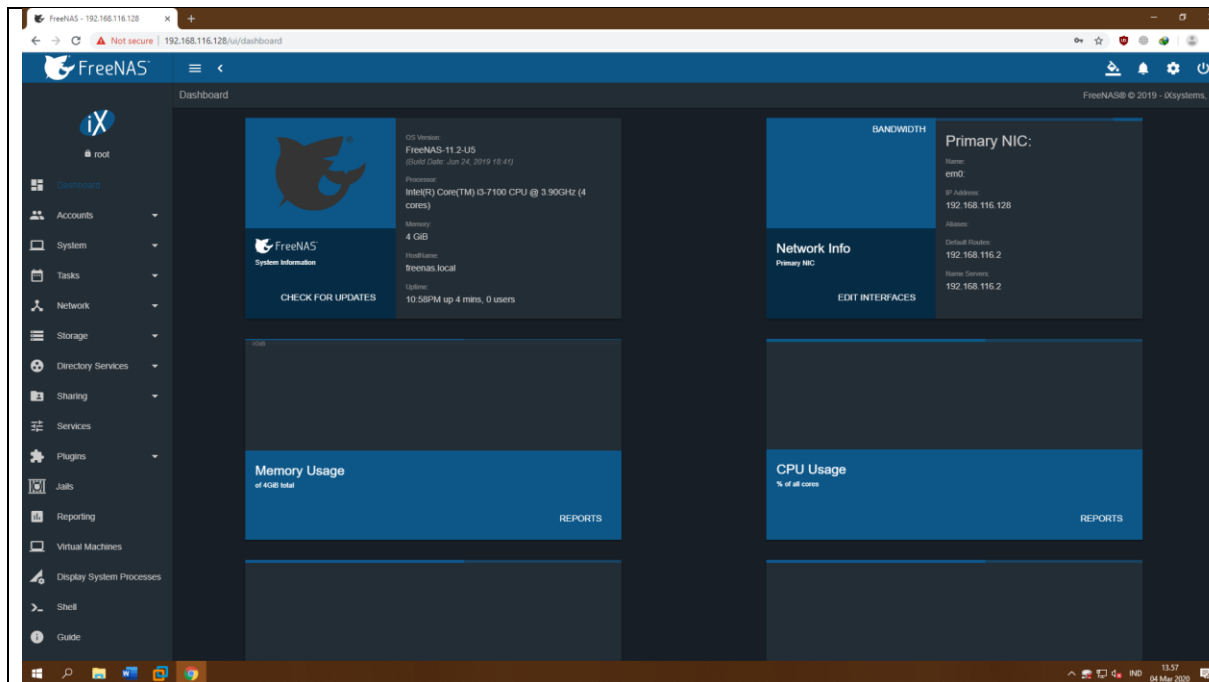 FreeNAS - 192.168.116.128
Not secure
192.168.116.128/ui/dashboard
FreeNAS
Dashboard
FreeNAS® © 2019 - iXsystems,
iX
root
Dashboard
Accounts
System
Tasks
Network
Storage
Directory Services
Sharing
Services
Plugins
Jails
Reporting
Virtual Machines
Display System Processes
Shell
Guide
FreeNAS
System Information
CHECK FOR UPDATES
OS Version:
FreeNAS-11.2-U5
(Build Date: Jun 24, 2019 18:41)
Processor:
Intel(R) Core(TM) i3-7100 CPU @ 3.90GHz (4
cores)
Memory:
4 GiB
HostName:
freenas.local
Uptime:
10:58PM up 4 mins, 0 users
BANDWIDTH
Network Info
Primary NIC
EDIT INTERFACES
Primary NIC:
Name:
em0:
IP Address:
192.168.116.128
Aliases:
Default Routes:
192.168.116.2
Name Servers:
192.168.116.2
Memory Usage
of 4GiB total
REPORTS
CPU Usage
% of all cores
REPORTS
IND
13.57
04 Mar 2020